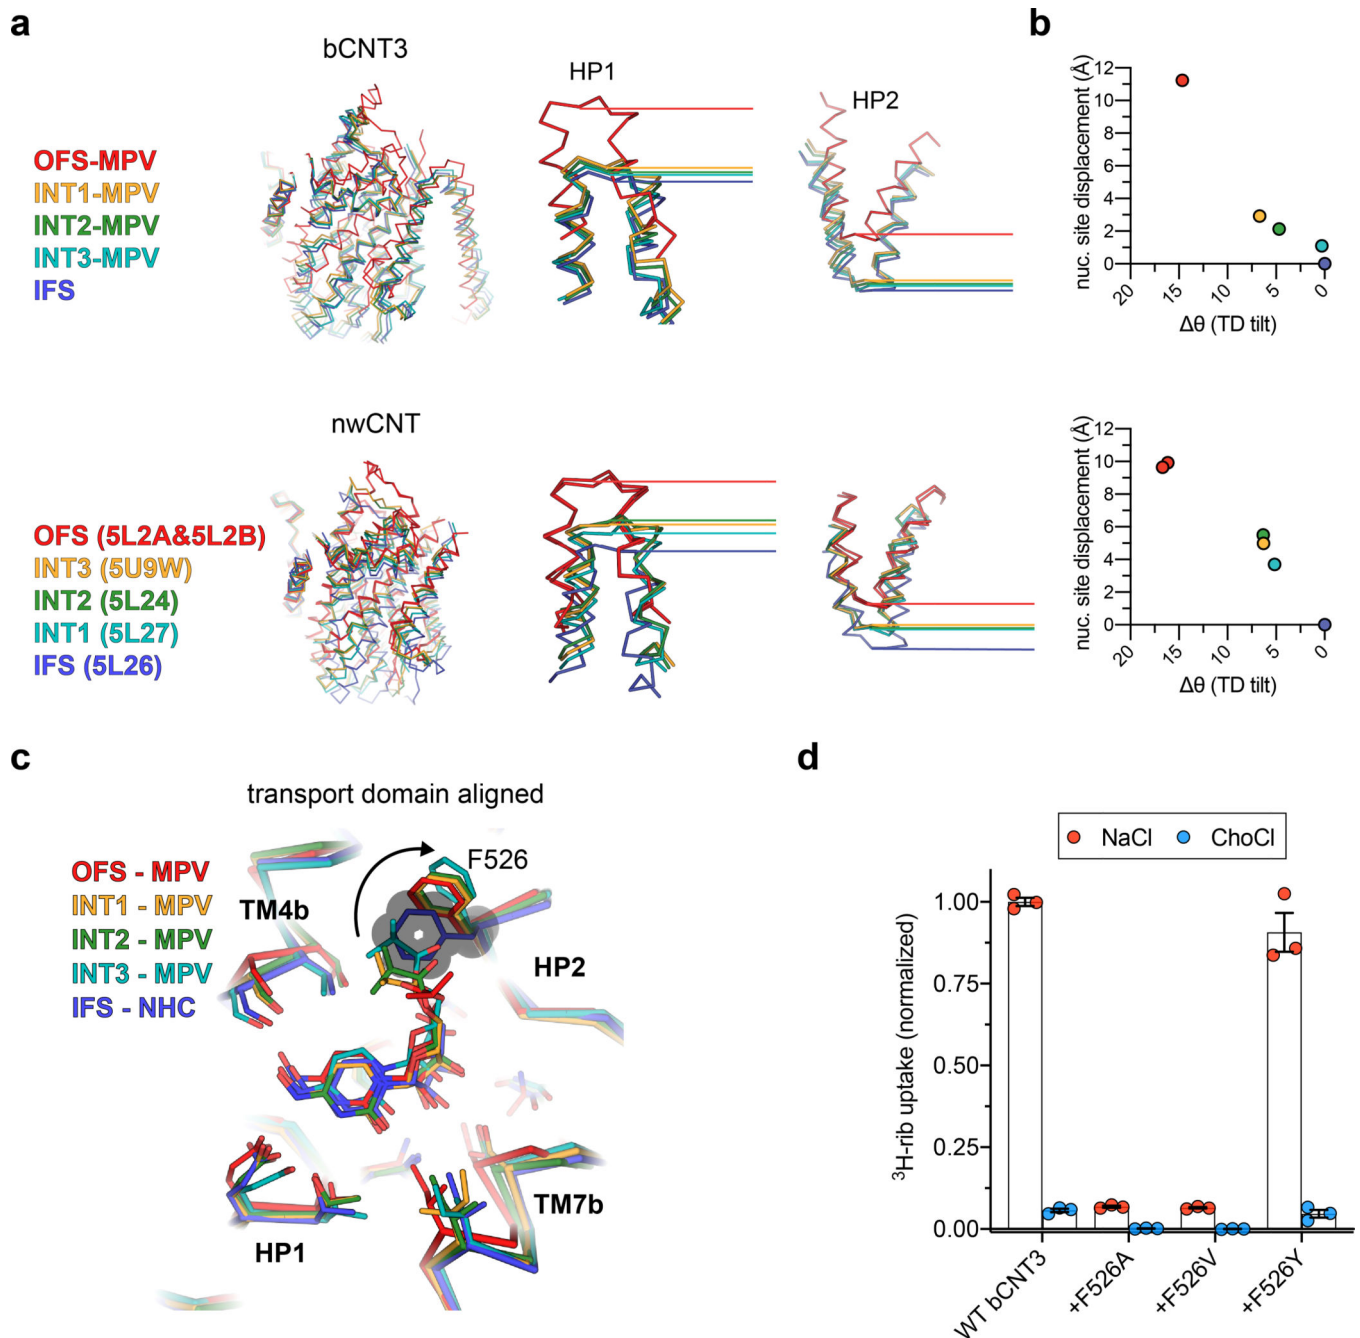 a
b
bCNT3
HP1
HP2
OFS-MPV
INT1-MPV
INT2-MPV
INT3-MPV
IFS
nuc. site displacement (Å)
12
10
8
6
4
2
0
20
15
10
5
0
Δθ (TD tilt)
nwCNT
OFS (5L2A&5L2B)
INT3 (5U9W)
INT2 (5L24)
INT1 (5L27)
IFS (5L26)
nuc. site displacement (Å)
12
10
8
6
4
2
0
20
15
10
5
0
Δθ (TD tilt)
c
d
transport domain aligned
OFS - MPV
INT1 - MPV
INT2 - MPV
INT3 - MPV
IFS - NHC
TM4b
F526
HP2
HP1
TM7b
NaCl
ChoCl
³H-rib uptake (normalized)
1.00
0.75
0.50
0.25
0.00
WT bCNT3
+F526A
+F526V
+F526Y